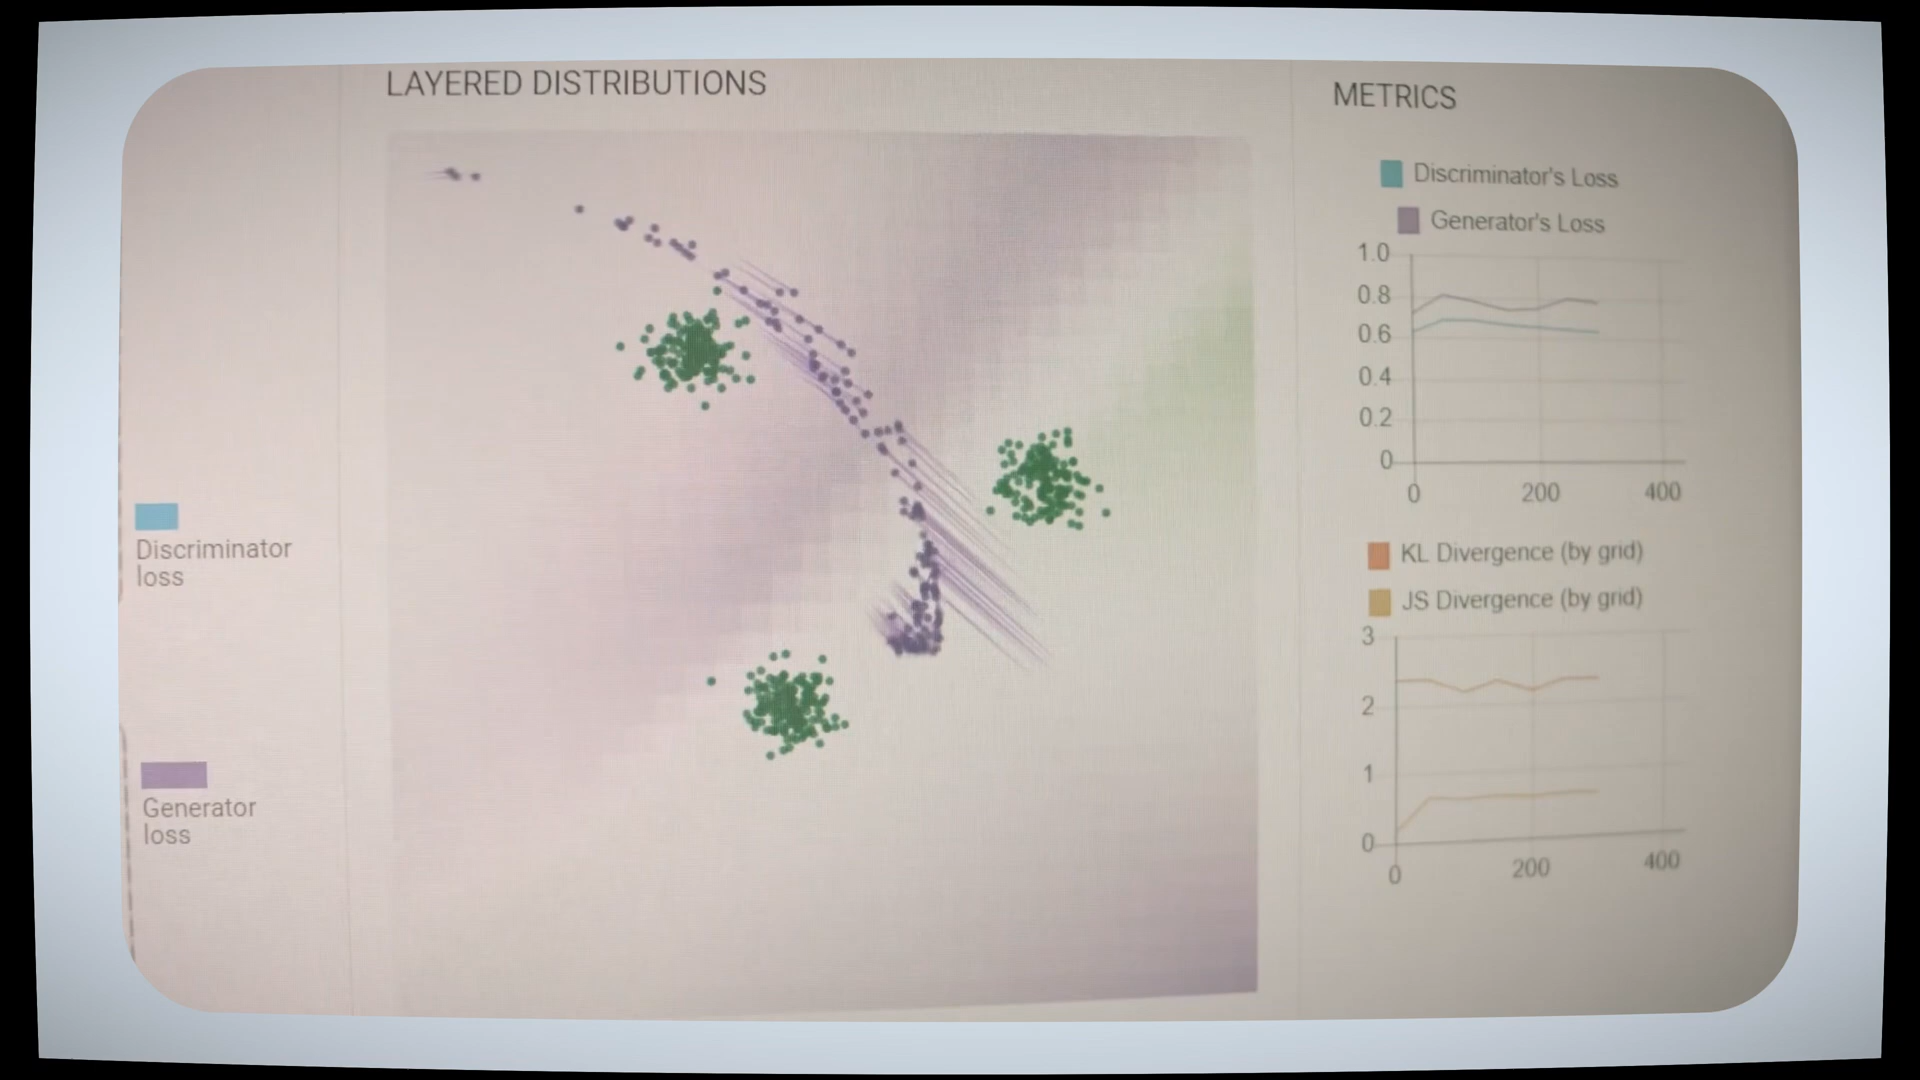 LAYERED DISTRIBUTIONS
Discriminator
loss
Generator
loss
METRICS
Discriminator's Loss
Generator's Loss
1.0
0.8
0.6
0.4
0.2
0
0 200 400
KL Divergence (by grid)
JS Divergence (by grid)
3
2
1
0
0 200 400